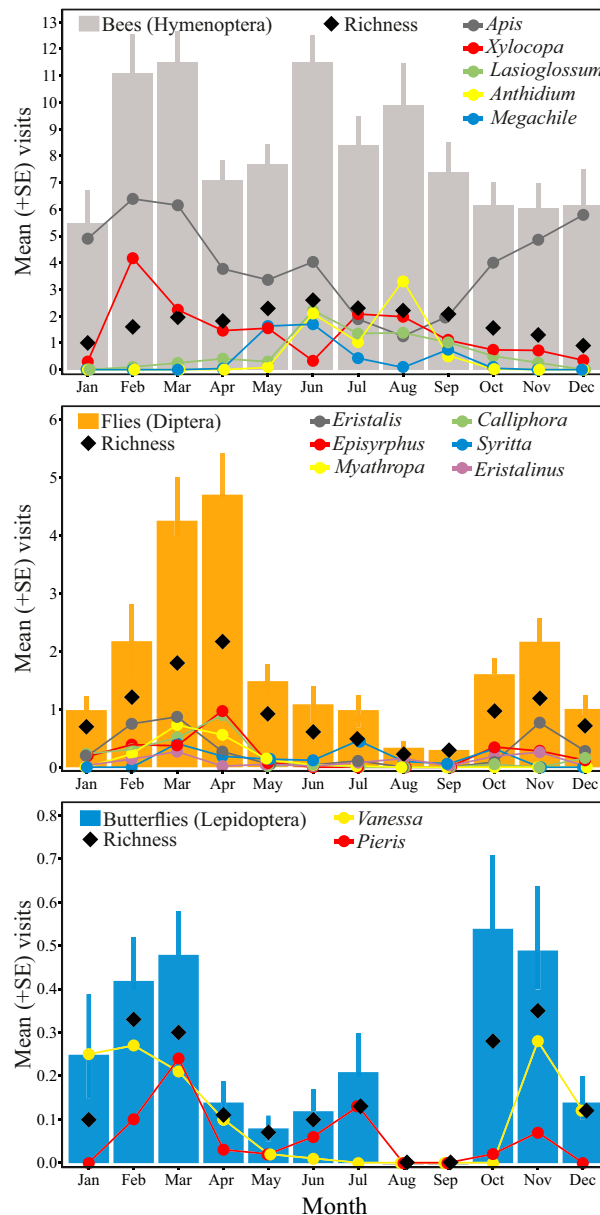 Bees (Hymenoptera) Richness Apis
Xylocopa
Lasioglossum
Anthidium
Megachile
Mean (+SE) visits
13
12
11
10
9
8
7
6
5
4
3
2
1
0
Jan Feb Mar Apr May Jun Jul Aug Sep Oct Nov Dec
Flies (Diptera) Eristalis Calliphora
Richness Episyrphus Syritta
Myathropa Eristalinus
Mean (+SE) visits
6
5
4
3
2
1
0
Jan Feb Mar Apr May Jun Jul Aug Sep Oct Nov Dec
Butterflies (Lepidoptera) Vanessa
Richness Pieris
Mean (+SE) visits
0.8
0.7
0.6
0.5
0.4
0.3
0.2
0.1
0.0
Jan Feb Mar Apr May Jun Jul Aug Sep Oct Nov Dec
Month